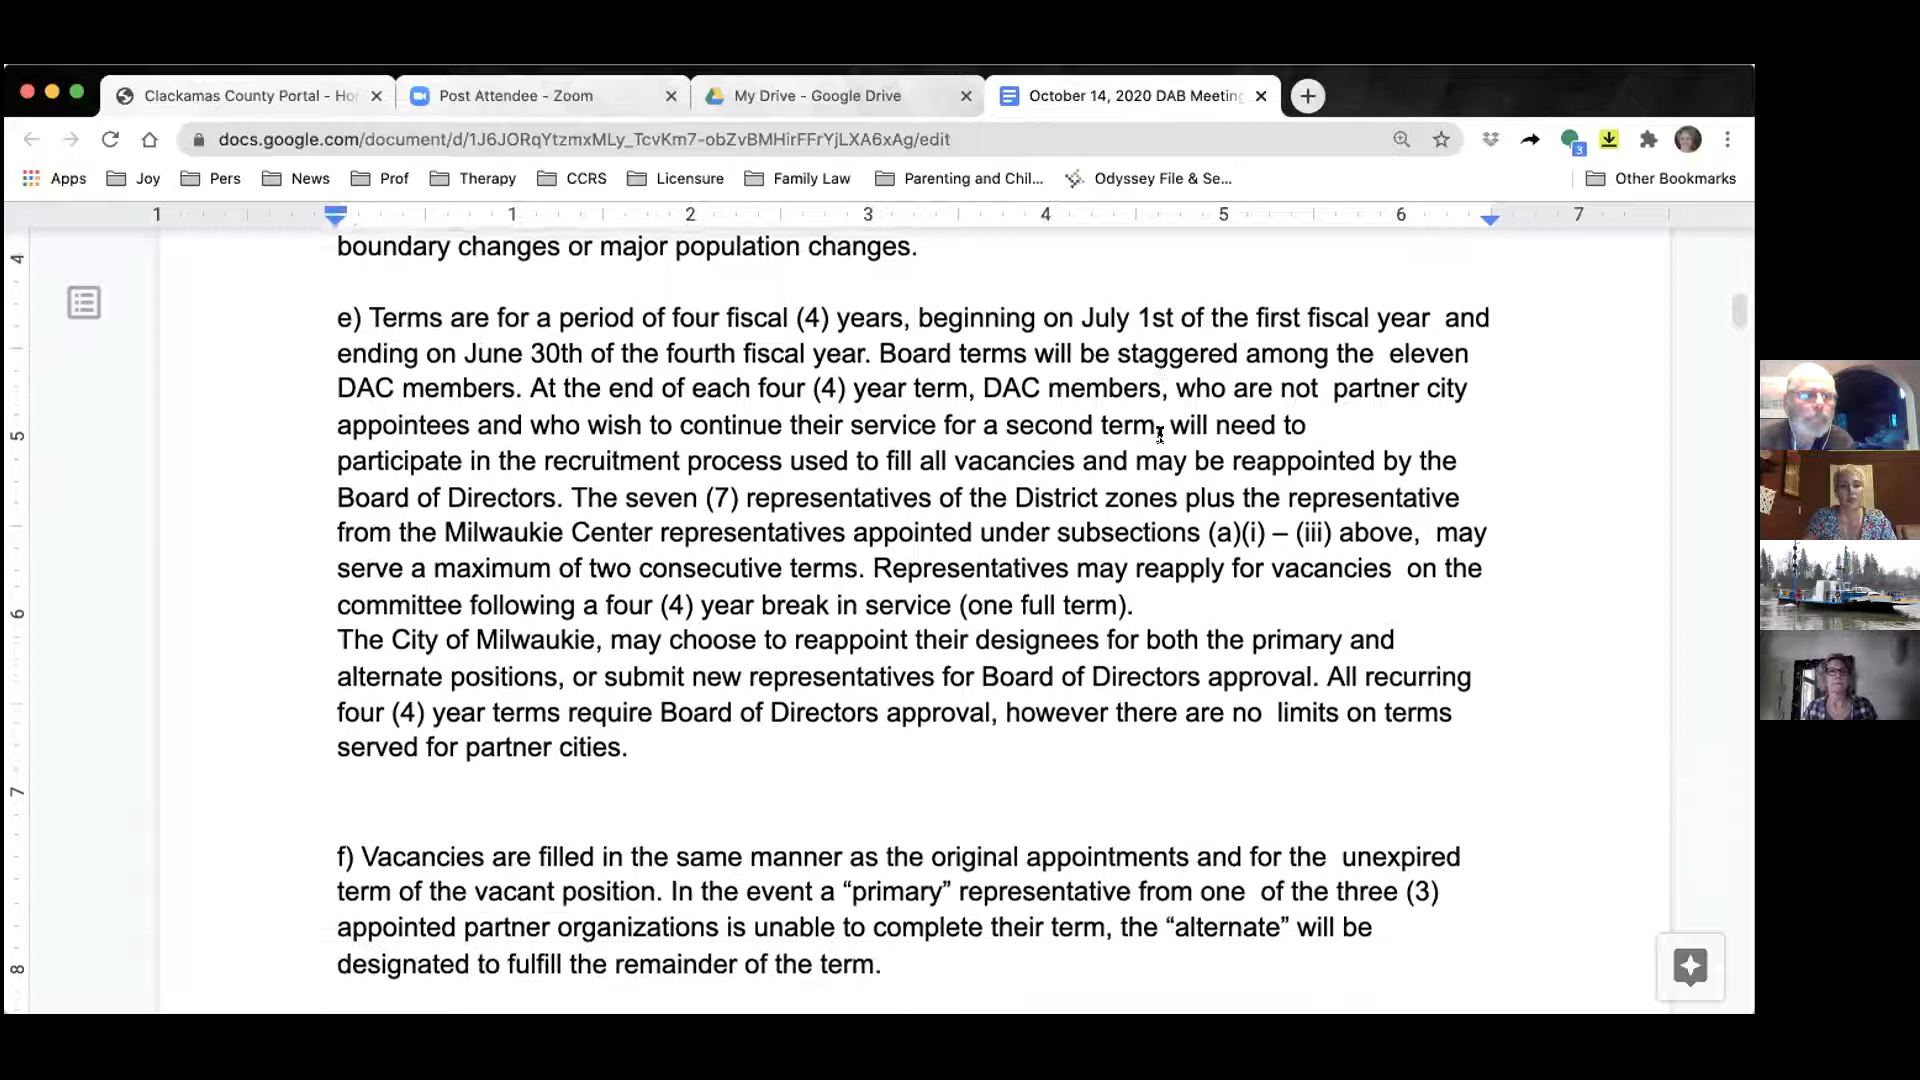 Clackamas County Portal - Ho
Post Attendee - Zoom
My Drive - Google Drive
October 14, 2020 DAB Meeting
docs.google.com/document/d/1J6JORqYtzmxMLy_TcvKm7-obZvBMHirFFrYjLXA6xAg/edit
3
Apps
Joy
Pers
News
Prof
Therapy
CCRS
Licensure
Family Law
Parenting and Chil...
Odyssey File & Se...
Other Bookmarks
1 1 2 3 4 5 6 7
4
5
6
7
8
boundary changes or major population changes.
e) Terms are for a period of four fiscal (4) years, beginning on July 1st of the first fiscal year and
ending on June 30th of the fourth fiscal year. Board terms will be staggered among the eleven
DAC members. At the end of each four (4) year term, DAC members, who are not partner city
appointees and who wish to continue their service for a second term, will need to
participate in the recruitment process used to fill all vacancies and may be reappointed by the
Board of Directors. The seven (7) representatives of the District zones plus the representative
from the Milwaukie Center representatives appointed under subsections (a)(i) – (iii) above, may
serve a maximum of two consecutive terms. Representatives may reapply for vacancies on the
committee following a four (4) year break in service (one full term).
The City of Milwaukie, may choose to reappoint their designees for both the primary and
alternate positions, or submit new representatives for Board of Directors approval. All recurring
four (4) year terms require Board of Directors approval, however there are no limits on terms
served for partner cities.
f) Vacancies are filled in the same manner as the original appointments and for the unexpired
term of the vacant position. In the event a “primary” representative from one of the three (3)
appointed partner organizations is unable to complete their term, the “alternate” will be
designated to fulfill the remainder of the term.